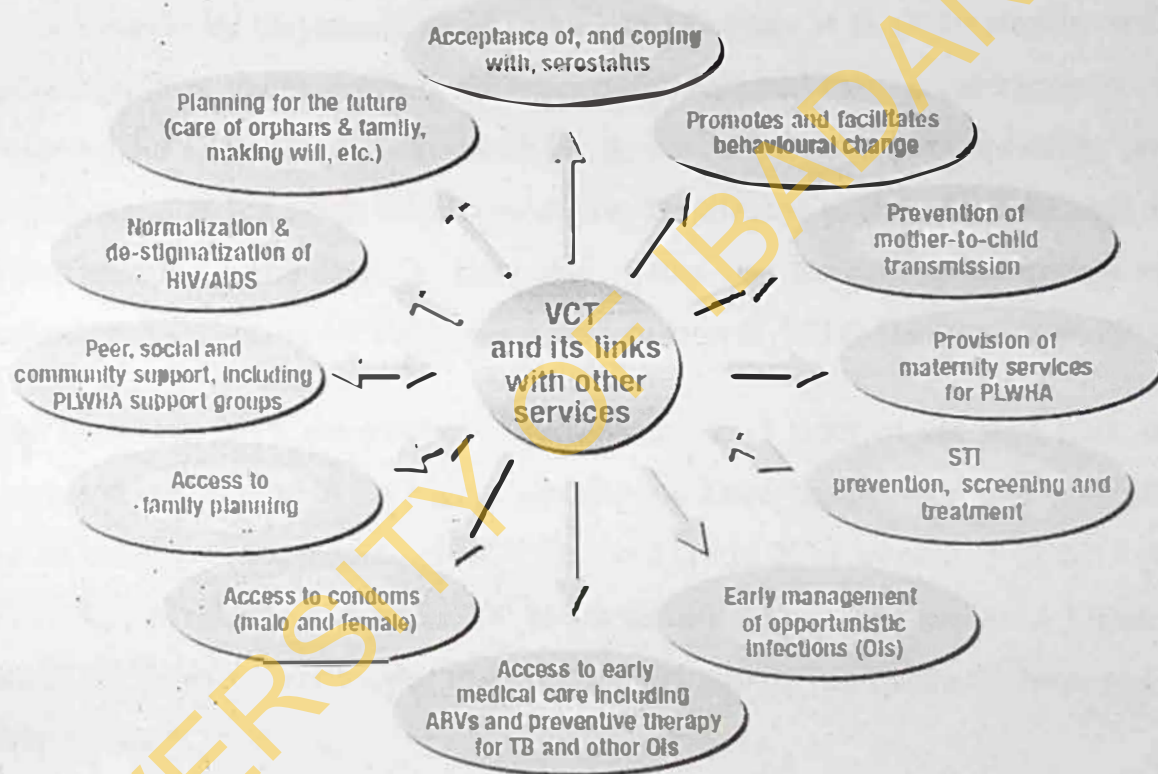 Acceptance of, and coping
with, serostatus
Promotes and facilitates
behavioural change
Prevention of
mother-to-child
transmission
Provision of
maternity services
for PLWHA
STI
prevention, screening and
treatment
Early management
of opportunistic
infections (OIs)
Access to early
medical care including
ARVs and preventive therapy
for TB and other OIs
Access to condoms
(male and female)
Access to
family planning
Peer, social and
community support, including
PLWHA support groups
Normalization &
de-stigmatization of
HIV/AIDS
Planning for the future
(care of orphans & family,
making will, etc.)
VCT
and its links
with other
services
ERSITY OF IBADAN